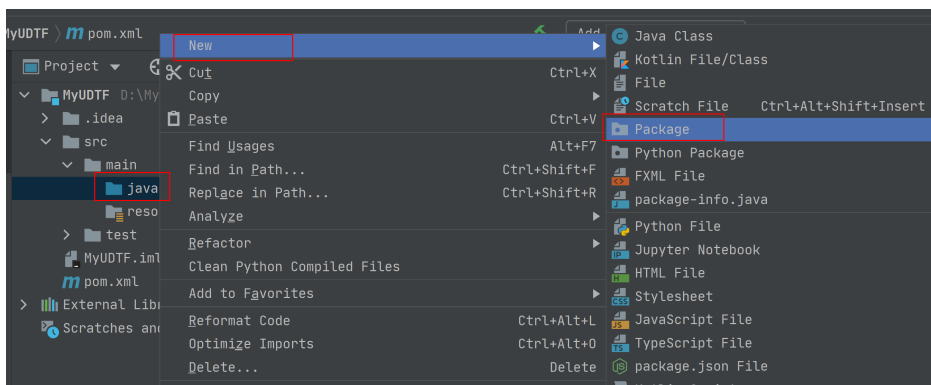 MyUDTF 〉 pom.xml
Add
Project
MyUDTF D:\My
.idea
src
main
java
reso
test
MyUDTF.iml
pom.xml
External Lib
Scratches and
New
Cut Ctrl+X
Copy
Paste Ctrl+V
Find Usages Alt+F7
Find in Path... Ctrl+Shift+F
Replace in Path... Ctrl+Shift+R
Analyze
Refactor
Clean Python Compiled Files
Add to Favorites
Reformat Code Ctrl+Alt+L
Optimize Imports Ctrl+Alt+O
Delete... Delete
Java Class
Kotlin File/Class
File
Scratch File Ctrl+Alt+Shift+Insert
Package
Python Package
FXML File
package-info.java
Python File
Jupyter Notebook
HTML File
Stylesheet
JavaScript File
TypeScript File
package.json File